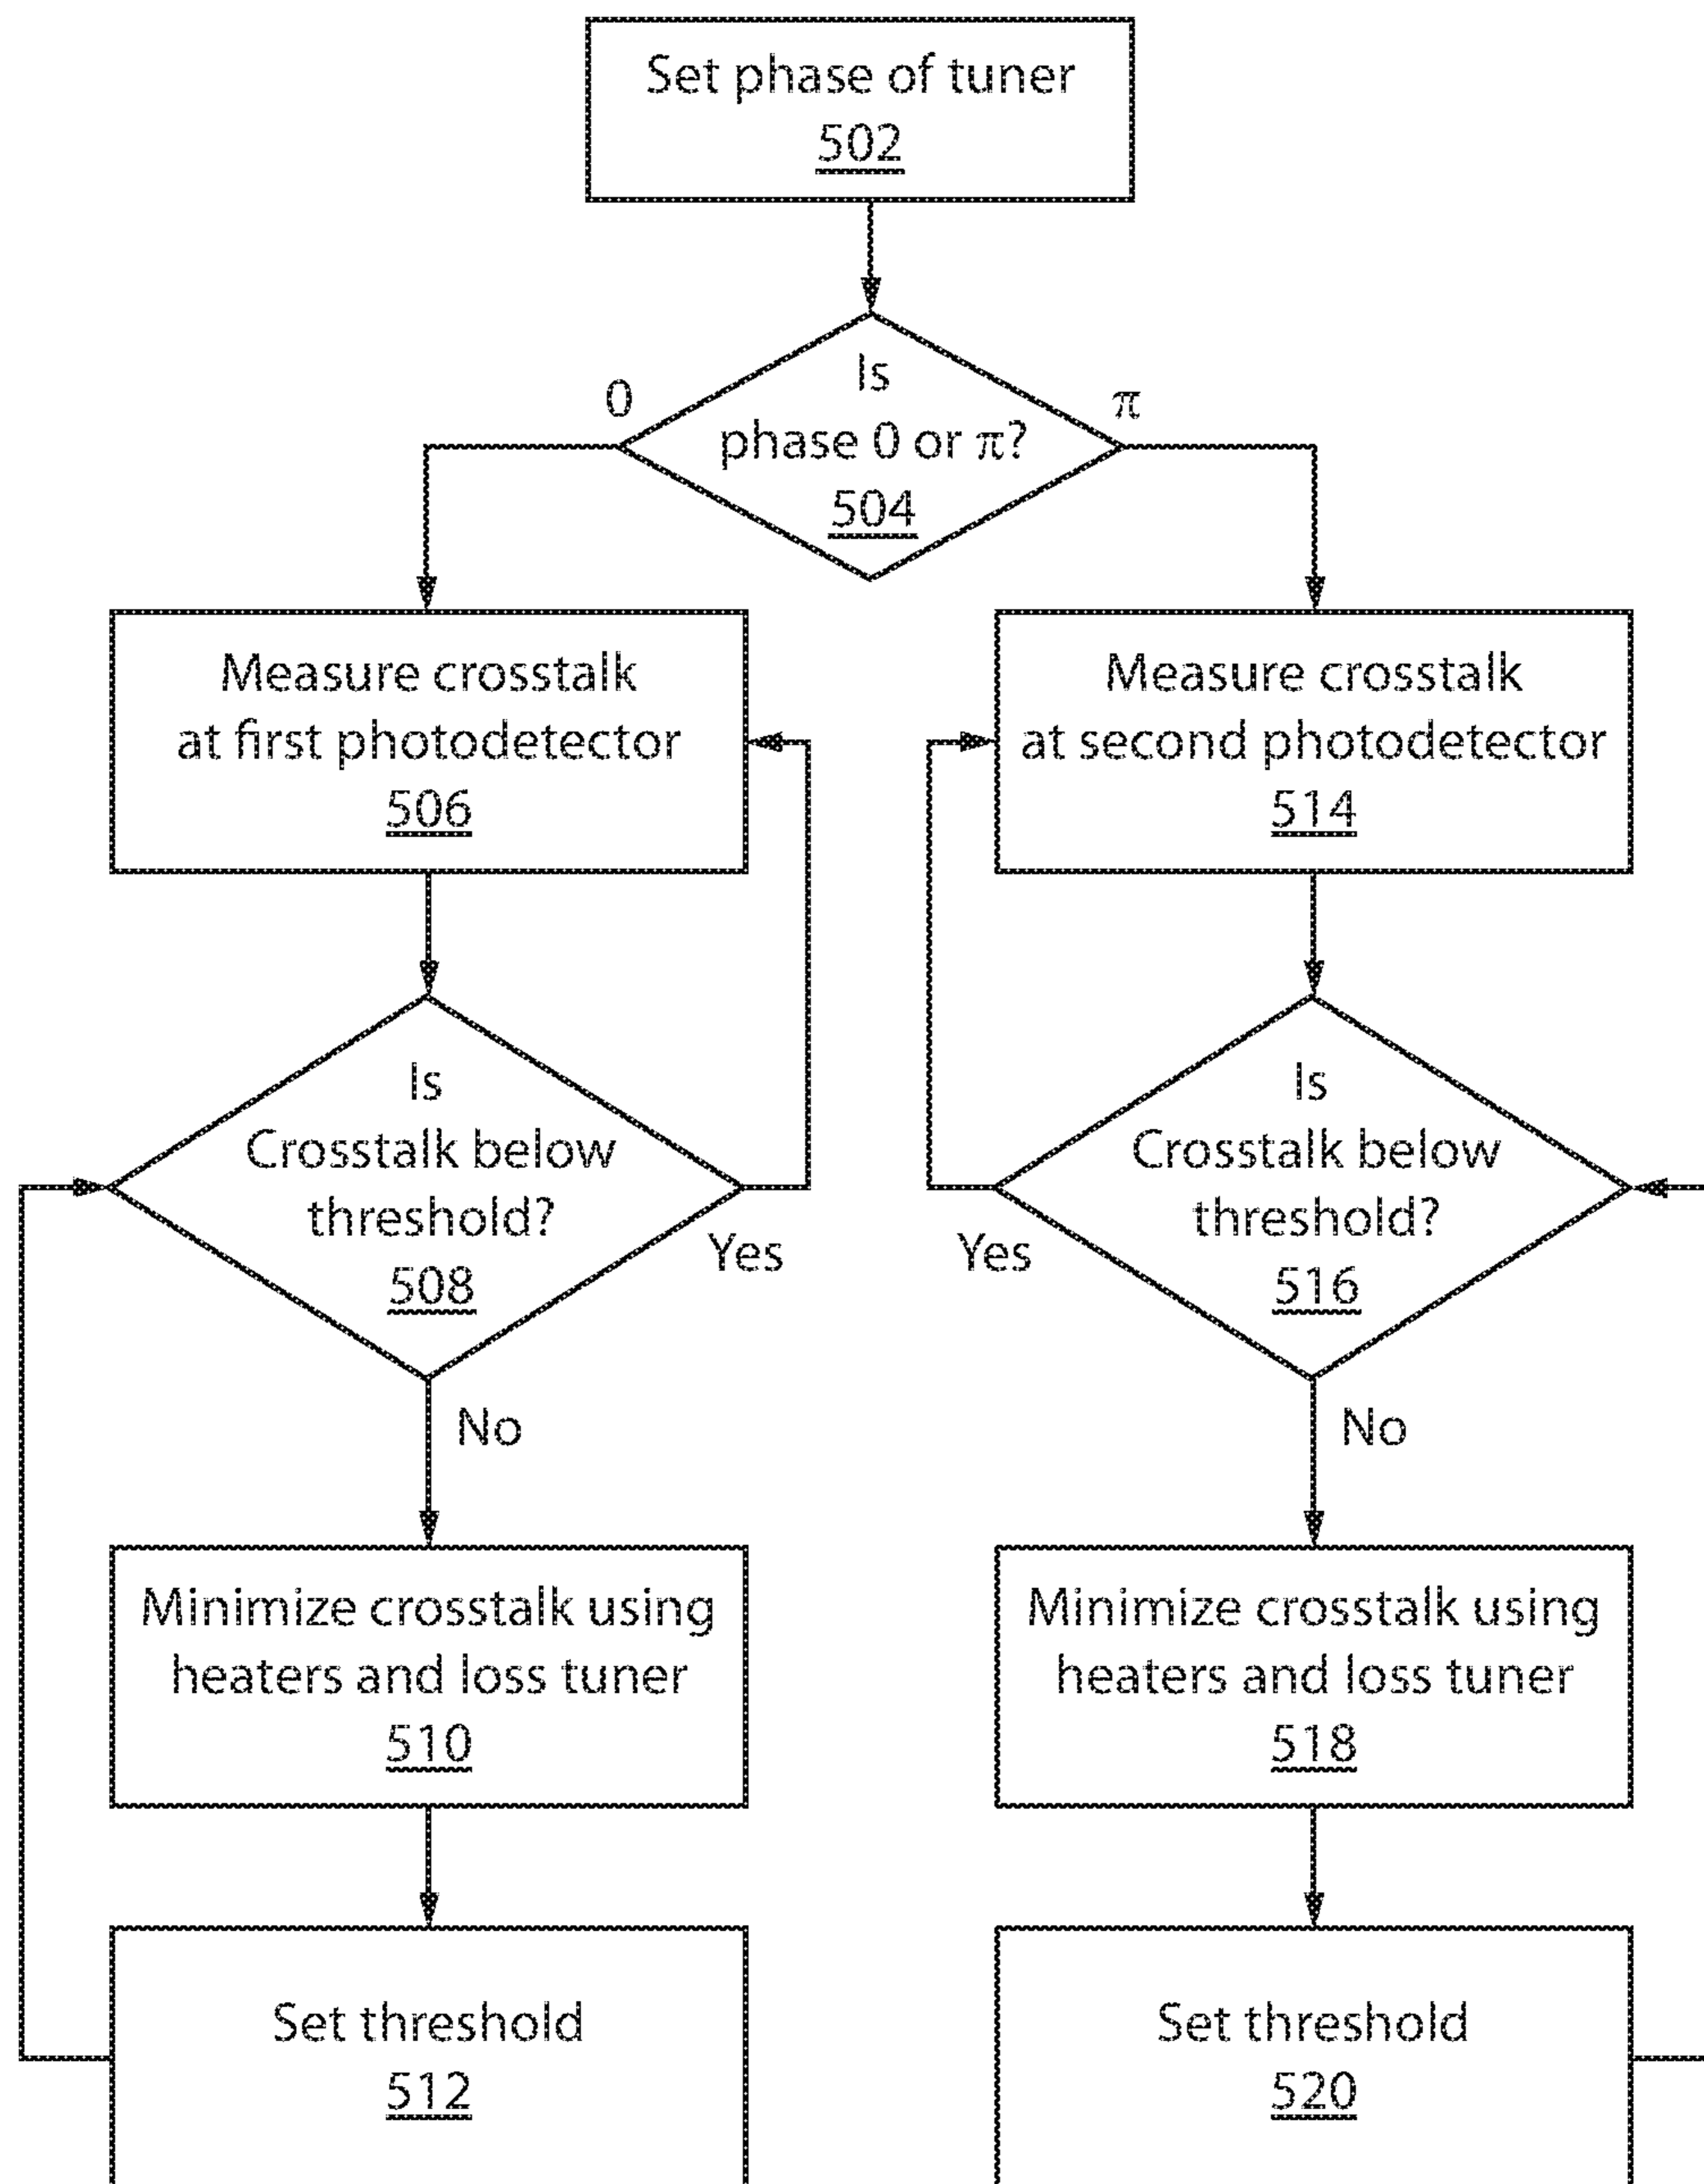 Set phase of tuner
502
Is
phase 0 or π?
504
0
π
Measure crosstalk
at first photodetector
506
Measure crosstalk
at second photodetector
514
Is
Crosstalk below
threshold?
508
Yes
No
Is
Crosstalk below
threshold?
516
Yes
No
Minimize crosstalk using
heaters and loss tuner
510
Minimize crosstalk using
heaters and loss tuner
518
Set threshold
512
Set threshold
520